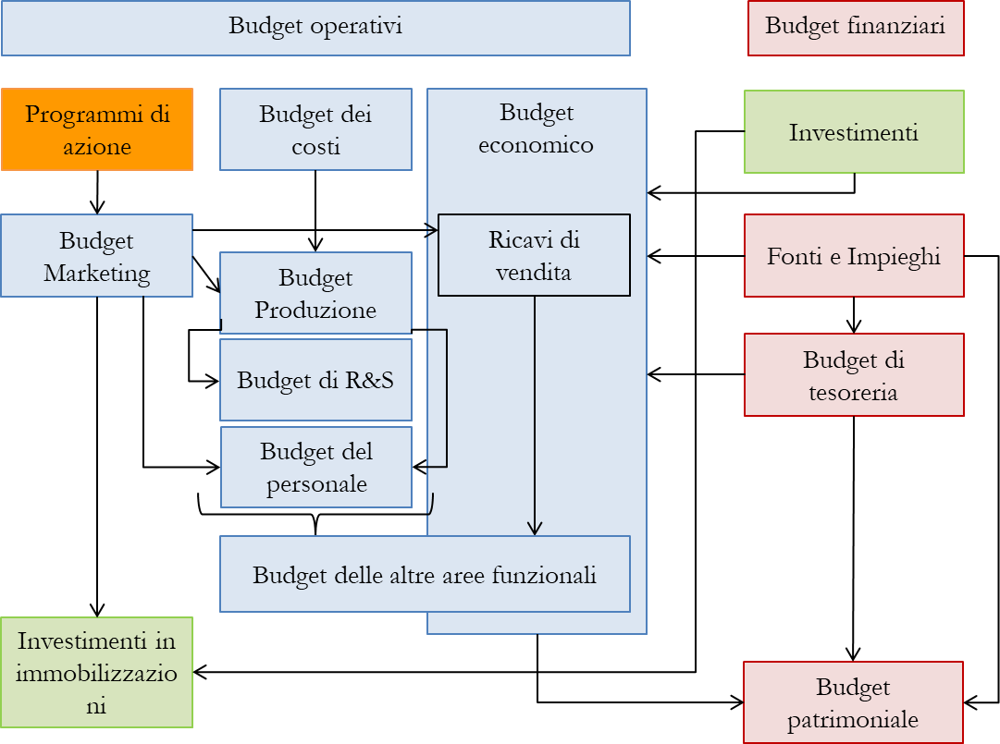 Budget operativi
Budget finanziari
Programmi di
azione
Budget dei
costi
Budget
economico
Investimenti
Budget
Marketing
Budget
Produzione
Ricavi di
vendita
Fonti e Impieghi
Budget di R&S
Budget di
tesoreria
Budget del
personale
Budget delle altre aree funzionali
Investimenti in
immobilizzazio
ni
Budget
patrimoniale